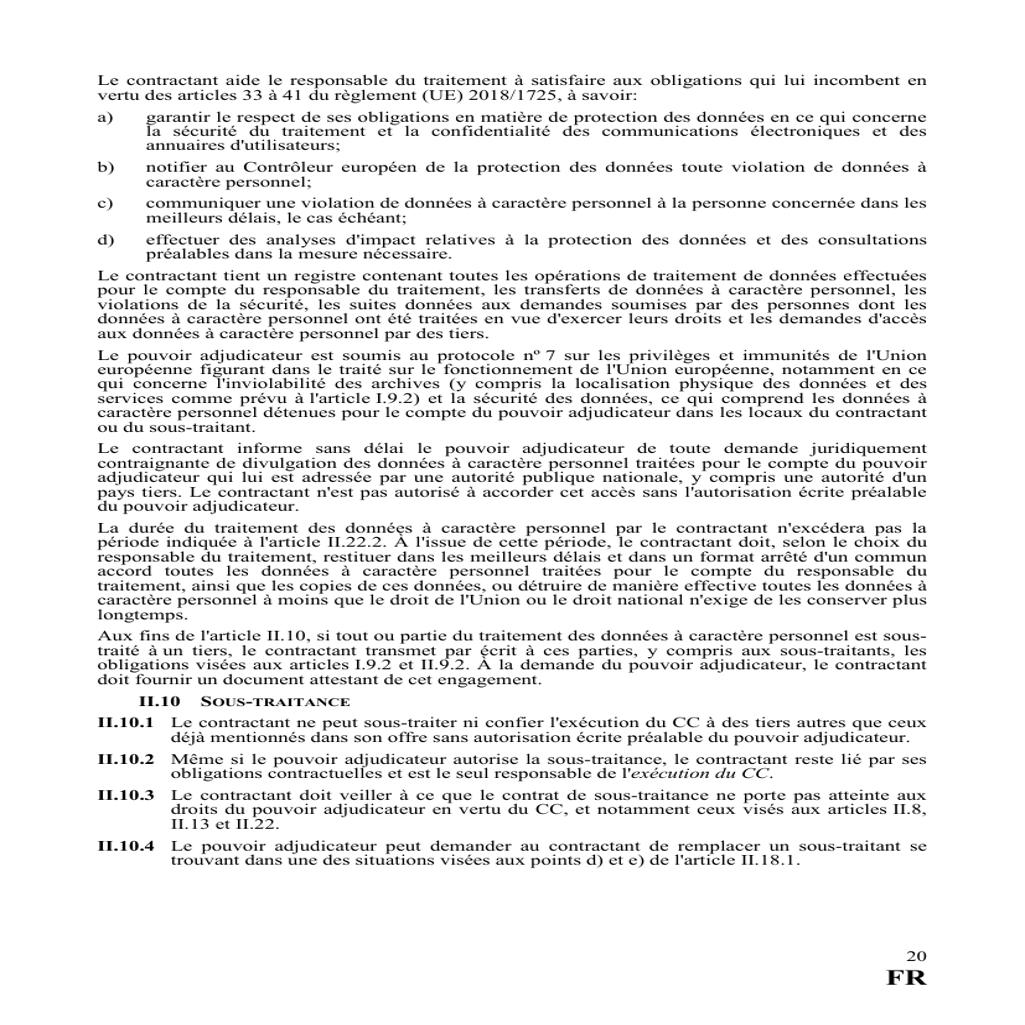 Le contractant aide le responsable du traitement à satisfaire aux obligations qui lui incombent en
vertu des articles 33 à 41 du règlement (UE) 2018/1725, à savoir:
a) garantir le respect de ses obligations en matière de protection des données en ce qui concerne
la sécurité du traitement et la confidentialité des communications électroniques et des
annuaires d'utilisateurs;
b) notifier au Contrôleur européen de la protection des données toute violation de données à
caractère personnel;
c) communiquer une violation de données à caractère personnel à la personne concernée dans les
meilleurs délais, le cas échéant;
d) effectuer des analyses d'impact relatives à la protection des données et des consultations
préalables dans la mesure nécessaire.
Le contractant tient un registre contenant toutes les opérations de traitement de données effectuées
pour le compte du responsable du traitement, les transferts de données à caractère personnel, les
violations de la sécurité, les suites données aux demandes soumises par des personnes dont les
données à caractère personnel ont été traitées en vue d'exercer leurs droits et les demandes d'accès
aux données à caractère personnel par des tiers.
Le pouvoir adjudicateur est soumis au protocole nº 7 sur les privilèges et immunités de l'Union
européenne figurant dans le traité sur le fonctionnement de l'Union européenne, notamment en ce
qui concerne l'inviolabilité des archives (y compris la localisation physique des données et des
services comme prévu à l'article I.9.2) et la sécurité des données, ce qui comprend les données à
caractère personnel détenues pour le compte du pouvoir adjudicateur dans les locaux du contractant
ou du sous-traitant.
Le contractant informe sans délai le pouvoir adjudicateur de toute demande juridiquement
contraignante de divulgation des données à caractère personnel traitées pour le compte du pouvoir
adjudicateur qui lui est adressée par une autorité publique nationale, y compris une autorité d'un
pays tiers. Le contractant n'est pas autorisé à accorder cet accès sans l'autorisation écrite préalable
du pouvoir adjudicateur.
La durée du traitement des données à caractère personnel par le contractant n'excédera pas la
période indiquée à l'article II.22.2. À l'issue de cette période, le contractant doit, selon le choix du
responsable du traitement, restituer dans les meilleurs délais et dans un format arrêté d'un commun
accord toutes les données à caractère personnel traitées pour le compte du responsable du
traitement, ainsi que les copies de ces données, ou détruire de manière effective toutes les données à
caractère personnel à moins que le droit de l'Union ou le droit national n'exige de les conserver plus
longtemps.
Aux fins de l'article II.10, si tout ou partie du traitement des données à caractère personnel est sous-
traité à un tiers, le contractant transmet par écrit à ces parties, y compris aux sous-traitants, les
obligations visées aux articles I.9.2 et II.9.2. À la demande du pouvoir adjudicateur, le contractant
doit fournir un document attestant de cet engagement.
II.10 SOUS-TRAITANCE
II.10.1 Le contractant ne peut sous-traiter ni confier l'exécution du CC à des tiers autres que ceux
déjà mentionnés dans son offre sans autorisation écrite préalable du pouvoir adjudicateur.
II.10.2 Même si le pouvoir adjudicateur autorise la sous-traitance, le contractant reste lié par ses
obligations contractuelles et est le seul responsable de l'exécution du CC.
II.10.3 Le contractant doit veiller à ce que le contrat de sous-traitance ne porte pas atteinte aux
droits du pouvoir adjudicateur en vertu du CC, et notamment ceux visés aux articles II.8,
II.13 et II.22.
II.10.4 Le pouvoir adjudicateur peut demander au contractant de remplacer un sous-traitant se
trouvant dans une des situations visées aux points d) et e) de l'article II.18.1.
20
FR